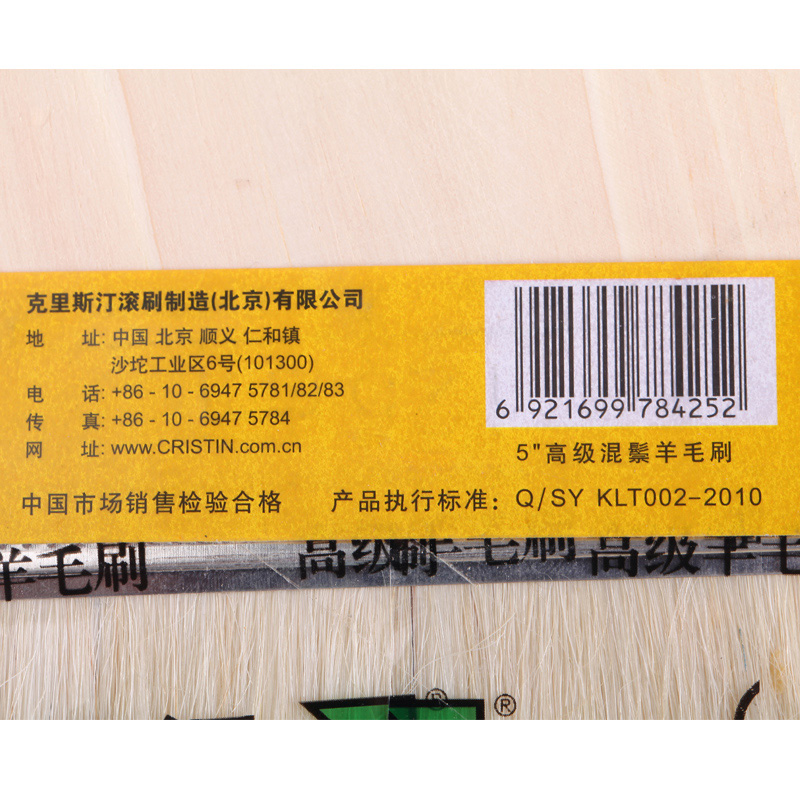 克里斯汀滚刷制造(北京)有限公司
地 址: 中国 北京 顺义 仁和镇
沙坨工业区6号(101300)
电 话: +86 - 10 - 6947 5781/82/83
传 真: +86 - 10 - 6947 5784
网 址: www.CRISTIN.com.cn
6 921699 784252
5"高级混鬃羊毛刷
中国市场销售检验合格 产品执行标准: Q/SY KLT002-2010
羊毛刷 高级羊毛刷 高级羊毛
® ®